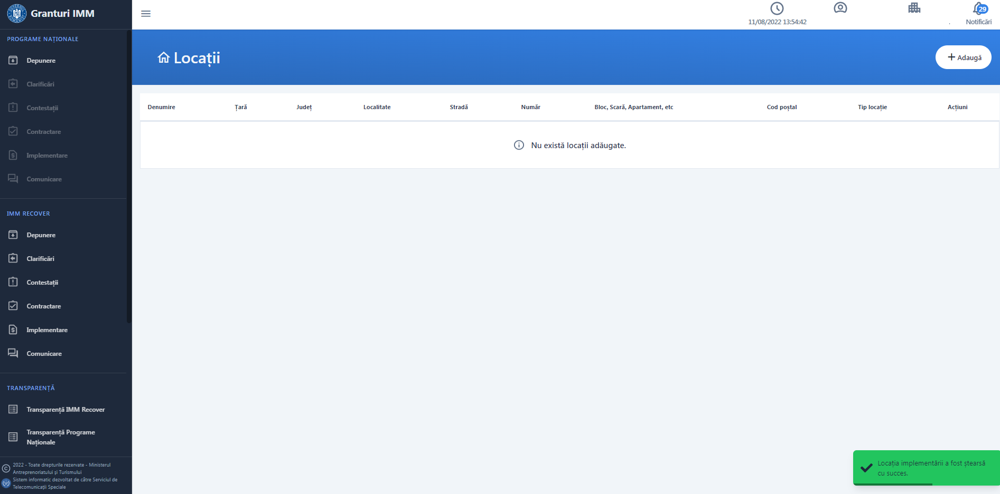 Granturi IMM
11/08/2022 13:54:42
.
29
Notificări
PROGRAME NAȚIONALE
Depunere
Clarificări
Contestații
Contractare
Implementare
Comunicare
IMM RECOVER
Depunere
Clarificări
Contestații
Contractare
Implementare
Comunicare
TRANSPARENȚĂ
Transparență IMM Recover
Transparență Programe
Naționale
2022 - Toate drepturile rezervate - Ministerul
Antreprenoriatului și Turismului
Sistem informatic dezvoltat de către Serviciul de
Telecomunicații Speciale
Locații
Adaugă
Denumire Țară Județ Localitate Stradă Număr Bloc, Scară, Apartament, etc Cod poștal Tip locație Acțiuni
Nu există locații adăugate.
Locația implementării a fost ștearsă
cu succes.